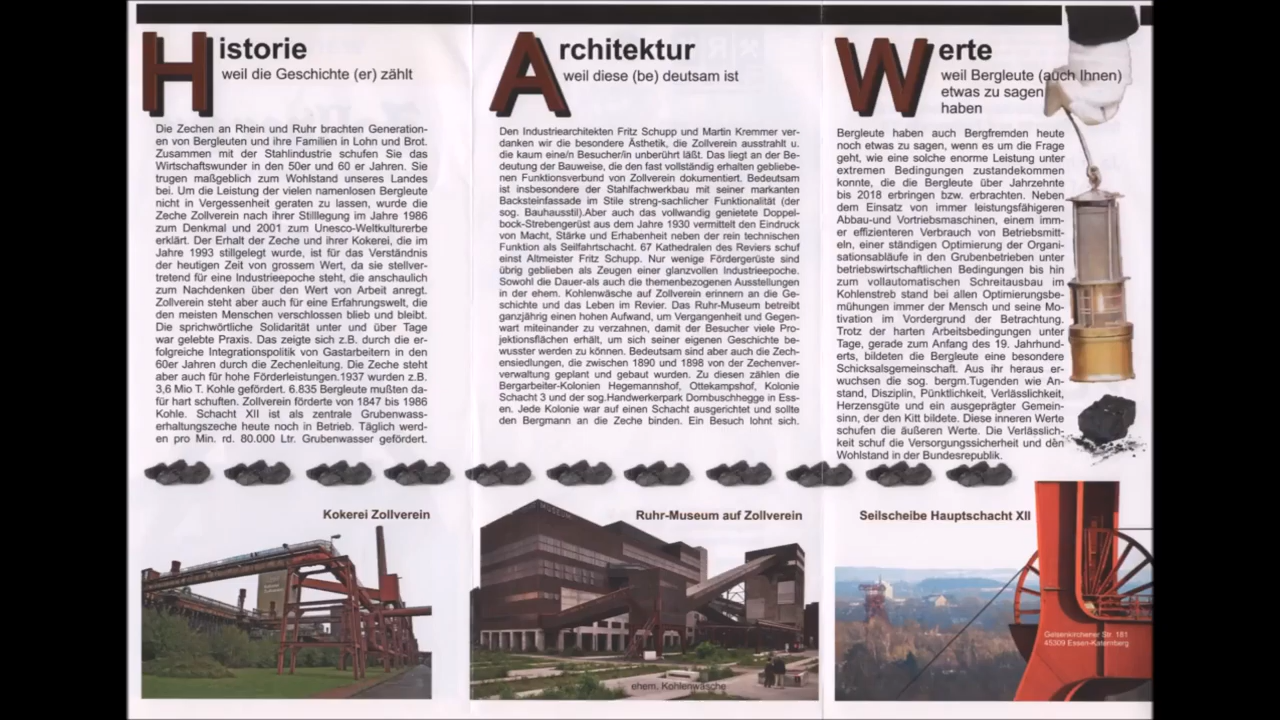 Historie
weil die Geschichte (er) zählt
Die Zechen an Rhein und Ruhr brachten Generation-
en von Bergleuten und ihre Familien in Lohn und Brot.
Zusammen mit der Stahlindustrie schufen Sie das
Wirtschaftswunder in den 50er und 60 er Jahren. Sie
trugen maßgeblich zum Wohlstand unseres Landes
bei. Um die Leistung der vielen namenlosen Bergleute
nicht in Vergessenheit geraten zu lassen, wurde die
Zeche Zollverein nach ihrer Stilllegung im Jahre 1986
zum Denkmal und 2001 zum Unesco-Weltkulturerbe
erklärt. Der Erhalt der Zeche und ihrer Kokerei, die im
Jahre 1993 stillgelegt wurde, ist für das Verständnis
der heutigen Zeit von grossem Wert, da sie stellver-
tretend für eine Industrieepoche steht, die anschaulich
zum Nachdenken über den Wert von Arbeit anregt.
Zollverein steht aber auch für eine Erfahrungswelt, die
den meisten Menschen verschlossen blieb und bleibt.
Die sprichwörtliche Solidarität unter und über Tage
war gelebte Praxis. Das zeigte sich z.B. durch die er-
folgreiche Integrationspolitik von Gastarbeitern in den
60er Jahren durch die Zechenleitung. Die Zeche steht
aber auch für hohe Förderleistungen.1937 wurden z.B.
3,6 Mio T. Kohle gefördert. 6.835 Bergleute mußten da-
für hart schuften. Zollverein förderte von 1847 bis 1986
Kohle. Schacht XII ist als zentrale Grubenwass-
erhaltungszeche heute noch in Betrieb. Täglich werd-
en pro Min. rd. 80.000 Ltr. Grubenwasser gefördert.
Kokerei Zollverein
Architektur
weil diese (be) deutsam ist
Den Industriearchitekten Fritz Schupp und Martin Kremmer ver-
danken wir die besondere Ästhetik, die Zollverein ausstrahlt u.
die kaum eine/n Besucher/in unberührt läßt. Das liegt an der Be-
deutung der Bauweise, die den fast vollständig erhalten gebliebe-
nen Funktionsverbund von Zollverein dokumentiert. Bedeutsam
ist insbesondere der Stahlfachwerkbau mit seiner markanten
Backsteinfassade im Stile streng-sachlicher Funktionalität (der
sog. Bauhausstil).Aber auch das vollwandig genietete Doppel-
bock-Strebengerüst aus dem Jahre 1930 vermittelt den Eindruck
von Macht, Stärke und Erhabenheit neben der rein technischen
Funktion als Seilfahrtschacht. 67 Kathedralen des Reviers schuf
einst Altmeister Fritz Schupp. Nur wenige Fördergerüste sind
übrig geblieben als Zeugen einer glanzvollen Industrieepoche.
Sowohl die Dauer-als auch die themenbezogenen Ausstellungen
in der ehem. Kohlenwäsche auf Zollverein erinnern an die Ge-
schichte und das Leben im Revier. Das Ruhr-Museum betreibt
ganzjährig einen hohen Aufwand, um Vergangenheit und Gegen-
wart miteinander zu verzahnen, damit der Besucher viele Pro-
jektionsflächen erhält, um sich seiner eigenen Geschichte be-
wusster werden zu können. Bedeutsam sind aber auch die Zech-
ensiedlungen, die zwischen 1890 und 1898 von der Zechenver-
verwaltung geplant und gebaut wurden. Zu diesen zählen die
Bergarbeiter-Kolonien Hegemannshof, Ottekampshof, Kolonie
Schacht 3 und der sog.Handwerkerpark Dornbuschhegge in Ess-
en. Jede Kolonie war auf einen Schacht ausgerichtet und sollte
den Bergmann an die Zeche binden. Ein Besuch lohnt sich.
Ruhr-Museum auf Zollverein
ehem. Kohlenwäsche
Werte
weil Bergleute (auch Ihnen)
etwas zu sagen
haben
Bergleute haben auch Bergfremden heute
noch etwas zu sagen, wenn es um die Frage
geht, wie eine solche enorme Leistung unter
extremen Bedingungen zustandekommen
konnte, die die Bergleute über Jahrzehnte
bis 2018 erbringen bzw. erbrachten. Neben
dem Einsatz von immer leistungsfähigeren
Abbau-und Vortriebsmaschinen, einem imm-
er effizienteren Verbrauch von Betriebsmitt-
eln, einer ständigen Optimierung der Organi-
sationsabläufe in den Grubenbetrieben unter
betriebswirtschaftlichen Bedingungen bis hin
zum vollautomatischen Schreitausbau im
Kohlenstreb stand bei allen Optimierungsbe-
mühungen immer der Mensch und seine Mo-
tivation im Vordergrund der Betrachtung.
Trotz der harten Arbeitsbedingungen unter
Tage, gerade zum Anfang des 19. Jahrhund-
erts, bildeten die Bergleute eine besondere
Schicksalsgemeinschaft. Aus ihr heraus er-
wuchsen die sog. bergm.Tugenden wie An-
stand, Disziplin, Pünktlichkeit, Verlässlichkeit,
Herzensgüte und ein ausgeprägter Gemein-
sinn, der den Kitt bildete. Diese inneren Werte
schufen die äußeren Werte. Die Verlässlich-
keit schuf die Versorgungssicherheit und den
Wohlstand in der Bundesrepublik.
Seilscheibe Hauptschacht XII
Gelsenkirchener Str. 181
45309 Essen-Katernberg